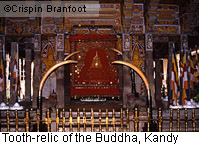 ©Crispin Branfoot
Tooth-relic of the Buddha, Kandy